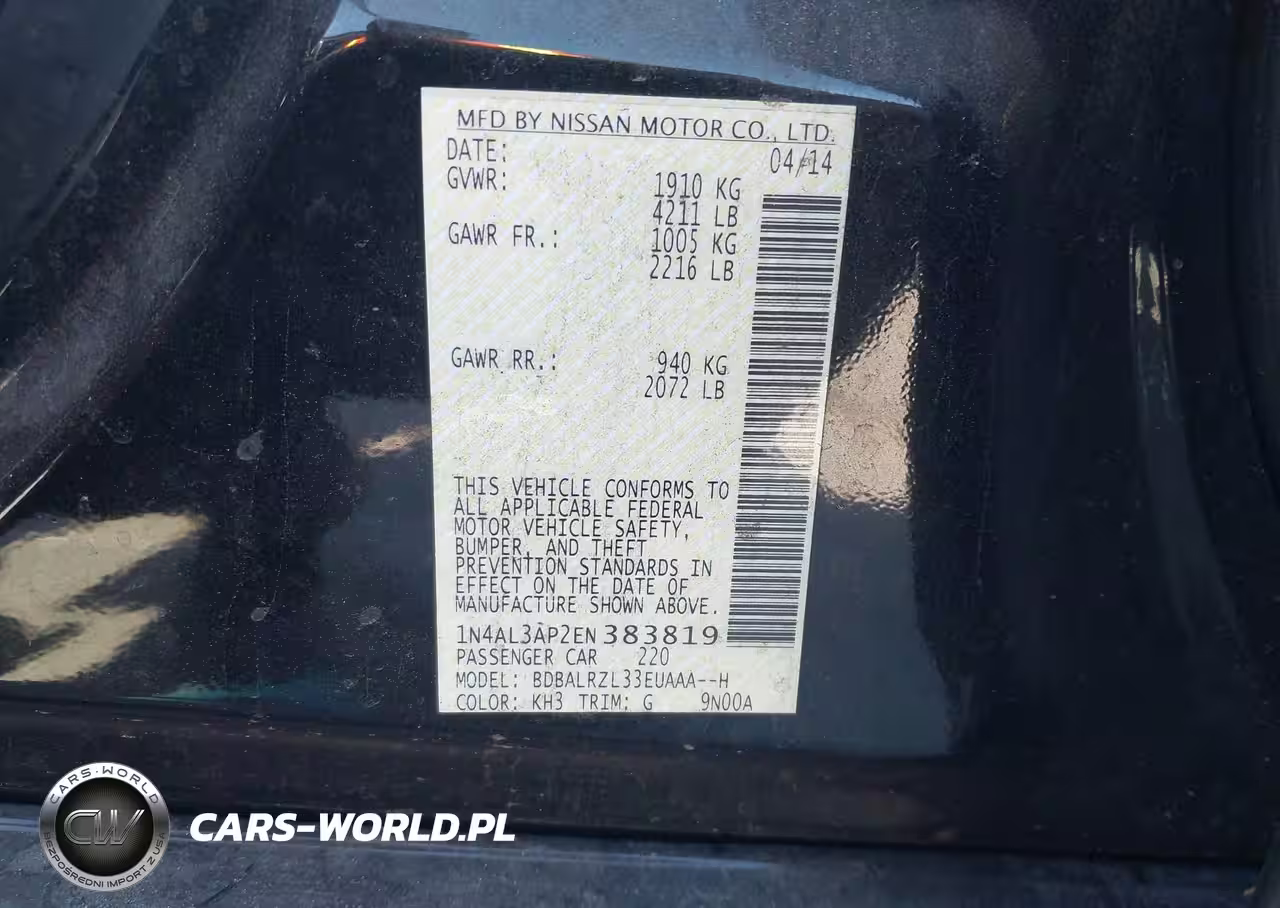 MFD BY NISSAN MOTOR CO., LTD.
DATE: 04/14
GVWR: 1910 KG
4211 LB
GAWR FR.: 1005 KG
2216 LB
GAWR RR.: 940 KG
2072 LB
THIS VEHICLE CONFORMS TO
ALL APPLICABLE FEDERAL
MOTOR VEHICLE SAFETY,
BUMPER, AND THEFT
PREVENTION STANDARDS IN
EFFECT ON THE DATE OF
MANUFACTURE SHOWN ABOVE.
1N4AL3AP2EN383819
PASSENGER CAR 220
MODEL: BDBALRZL33EUAAA--H
COLOR: KH3 TRIM: G 9N00A
CARS-WORLD
CW
BEZPOŚREDNI IMPORT Z USA
CARS-WORLD.PL